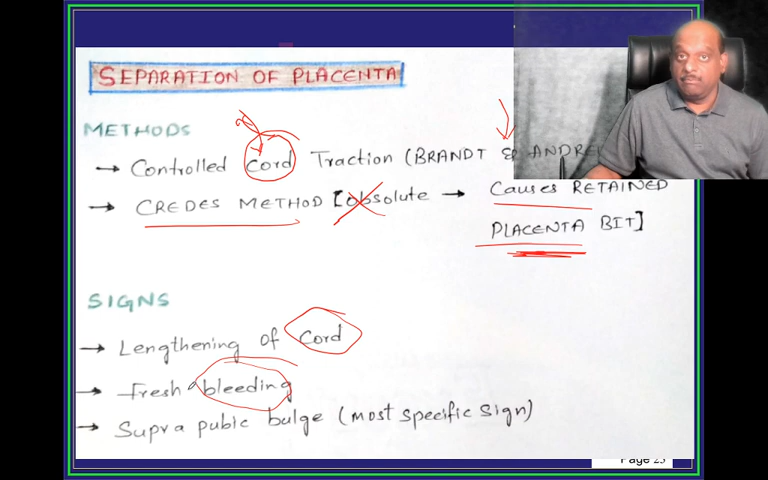 SEPARATION OF PLACENTA
METHODS
→ Controlled Cord Traction (BRANDT &
→ CREDES METHOD [Obsolete → Causes RETAINED
PLACENTA BIT]
SIGNS
→ Lengthening of Cord
→ Fresh bleeding
→ Supra pubic bulge (most specific sign)